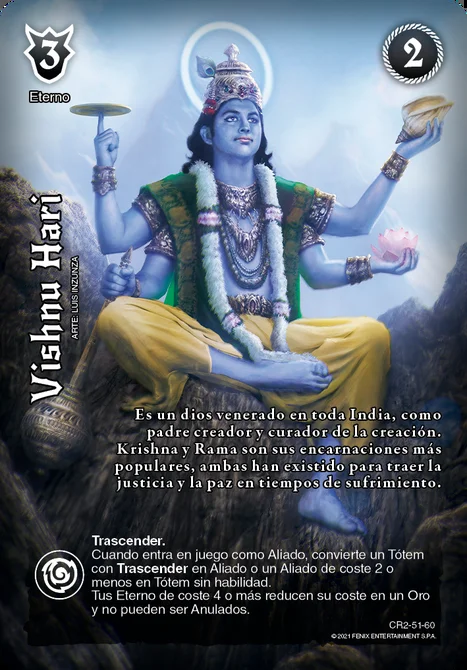 3
2
Eterno
Vishnu Hari
ARTE: LUIS INZUNZA
Es un dios venerado en toda India, como
padre creador y curador de la creación.
Krishna y Rama son sus encarnaciones más
populares, ambas han existido para traer la
justicia y la paz en tiempos de sufrimiento.
Trascender.
Cuando entra en juego como Aliado, convierte un Tótem
con Trascender en Aliado o un Aliado de coste 2 o
menos en Tótem sin habilidad.
Tus Eterno de coste 4 o más reducen su coste en un Oro
y no pueden ser Anulados.
CR2-51-60
©2021 FENIX ENTERTAINMENT S.P.A.